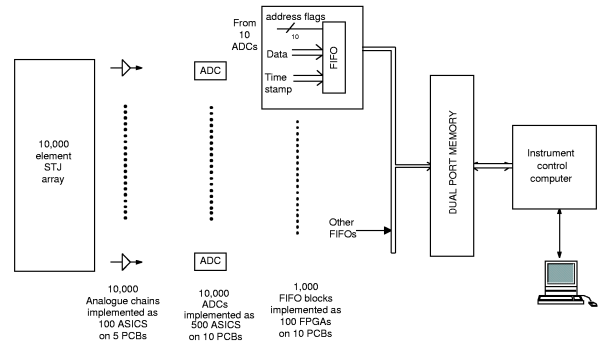 From
10
ADCs
address flags
10
Data
Time
stamp
FIFO
ADC
10,000
element
STJ
array
DUAL PORT MEMORY
Instrument
control
computer
Other
FIFOs
ADC
10,000
Analogue chains
implemented as
100 ASICS
on 5 PCBs
10,000
ADCs
implemented as
500 ASICS
on 10 PCBs
1,000
FIFO blocks
implemented as
100 FPGAs
on 10 PCBs